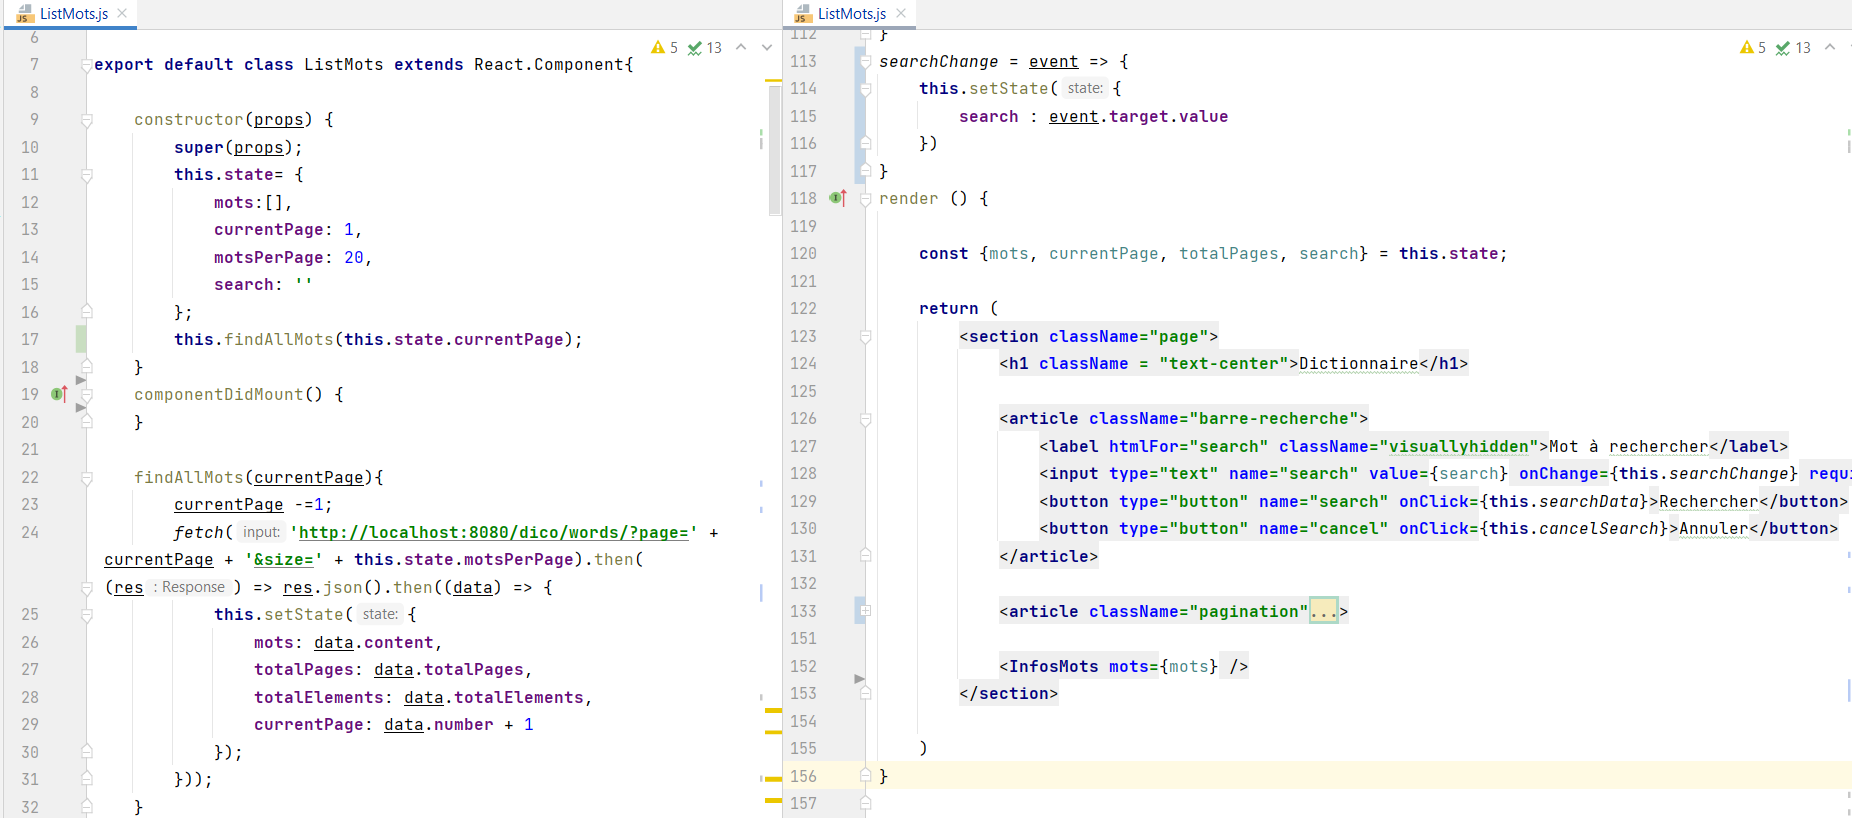 ListMots.js
5 13
6
7 export default class ListMots extends React.Component{
8
9 constructor(props) {
10 super(props);
11 this.state= {
12 mots:[],
13 currentPage: 1,
14 motsPerPage: 20,
15 search: ''
16 };
17 this.findAllMots(this.state.currentPage);
18 }
19 componentDidMount() {
20 }
21
22 findAllMots(currentPage){
23 currentPage -=1;
24 fetch( input: 'http://localhost:8080/dico/words/?page=' +
currentPage + '&size=' + this.state.motsPerPage).then(
(res : Response ) => res.json().then((data) => {
25 this.setState( state: {
26 mots: data.content,
27 totalPages: data.totalPages,
28 totalElements: data.totalElements,
29 currentPage: data.number + 1
30 });
31 }));
32 }
ListMots.js
5 13
112 }
113 searchChange = event => {
114 this.setState( state: {
115 search : event.target.value
116 })
117 }
118 render () {
119
120 const {mots, currentPage, totalPages, search} = this.state;
121
122 return (
123 <section className="page">
124 <h1 className = "text-center">Dictionnaire</h1>
125
126 <article className="barre-recherche">
127 <label htmlFor="search" className="visuallyhidden">Mot à rechercher</label>
128 <input type="text" name="search" value={search} onChange={this.searchChange} requi
129 <button type="button" name="search" onClick={this.searchData}>Rechercher</button>
130 <button type="button" name="cancel" onClick={this.cancelSearch}>Annuler</button>
131 </article>
132
133 <article className="pagination"...>
151
152 <InfosMots mots={mots} />
153 </section>
154
155 )
156 }
157